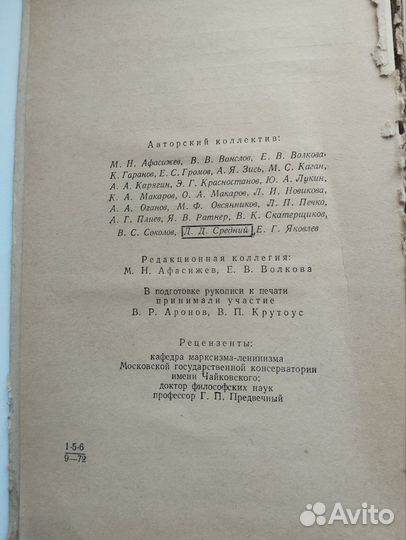 Авторский коллектив:
М. Н. Афасижев, В. В. Ванслов, Е. В. Волкова,
К. Гаранов, Е. С. Громов, А. Я. Зись, М. С. Каган,
А. А. Карягин, Э. Г. Красностанов, Ю. А. Лукин,
К. А. Макаров, О. А. Макаров, Л. И. Новикова,
А. А. Оганов, М. Ф. Овсянников, Л. П. Печко,
А. Г. Плиев, Я. В. Ратнер, В. К. Скатерщиков,
В. С. Соколов, Д. Д. Средний, Е. Г. Яковлев
Редакционная коллегия:
М. Н. Афасижев, Е. В. Волкова
В подготовке рукописи к печати
принимали участие
В. Р. Аронов, В. П. Крутоус
Рецензенты:
кафедра марксизма-ленинизма
Московской государственной консерватории
имени Чайковского;
доктор философских наук
профессор Г. П. Предвечный
1-5-6
9—72
Avito